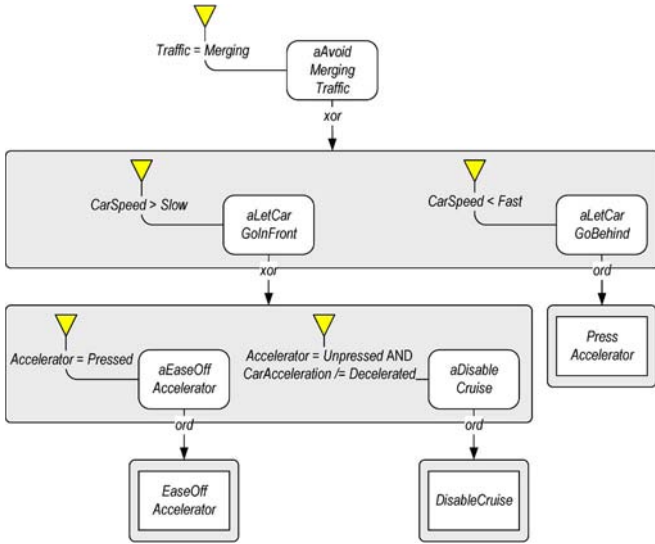 Traffic = Merging
aAvoid
Merging
Traffic
xor
CarSpeed > Slow
aLetCar
GoInFront
CarSpeed < Fast
aLetCar
GoBehind
xor
ord
Accelerator = Pressed
aEaseOff
Accelerator
Accelerator = Unpressed AND
CarAcceleration /= Decelerated
aDisable
Cruise
Press
Accelerator
ord
ord
EaseOff
Accelerator
DisableCruise